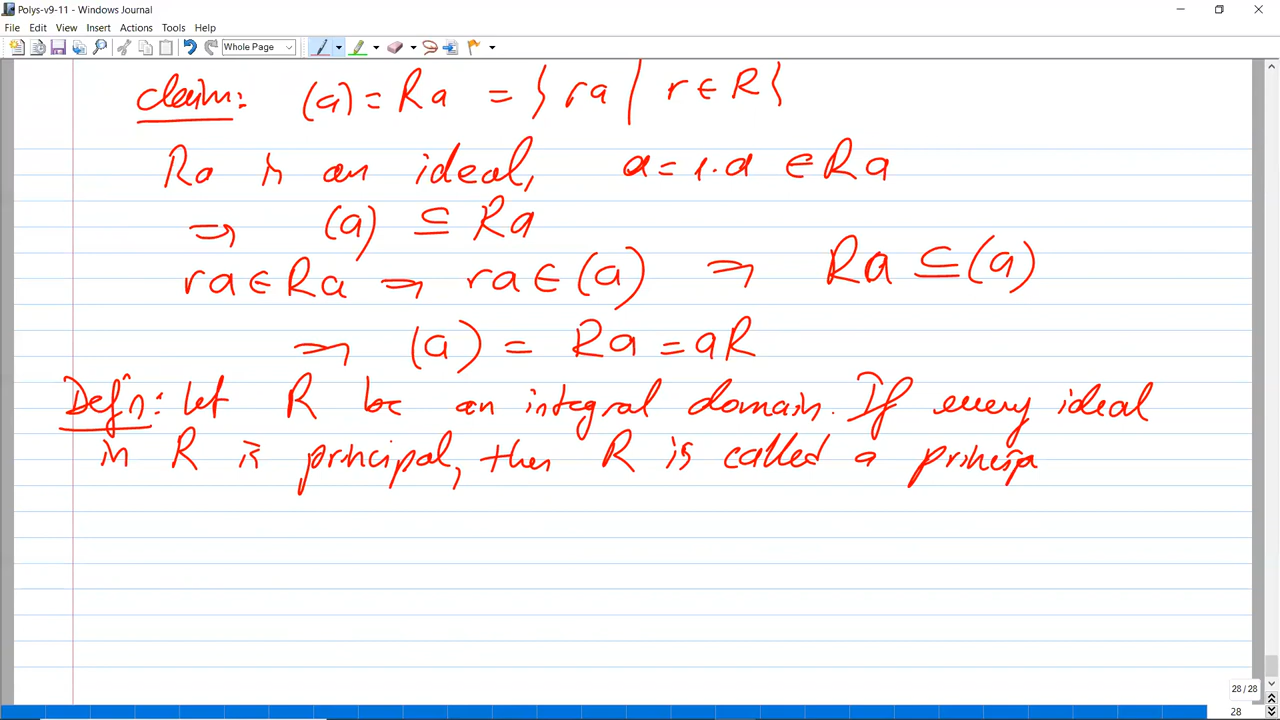 Polys-v9-11 - Windows Journal
File Edit View Insert Actions Tools Help
Whole Page
claim: (a) = Ra = { ra | r ∈ R }
Ra is an ideal, a = 1.a ∈ Ra
⇒ (a) ⊆ Ra
ra ∈ Ra ⇒ ra ∈ (a) ⇒ Ra ⊆ (a)
⇒ (a) = Ra = aR
Def'n: let R be an integral domain. If every ideal
in R is principal, then R is called a principa
28 / 28
28